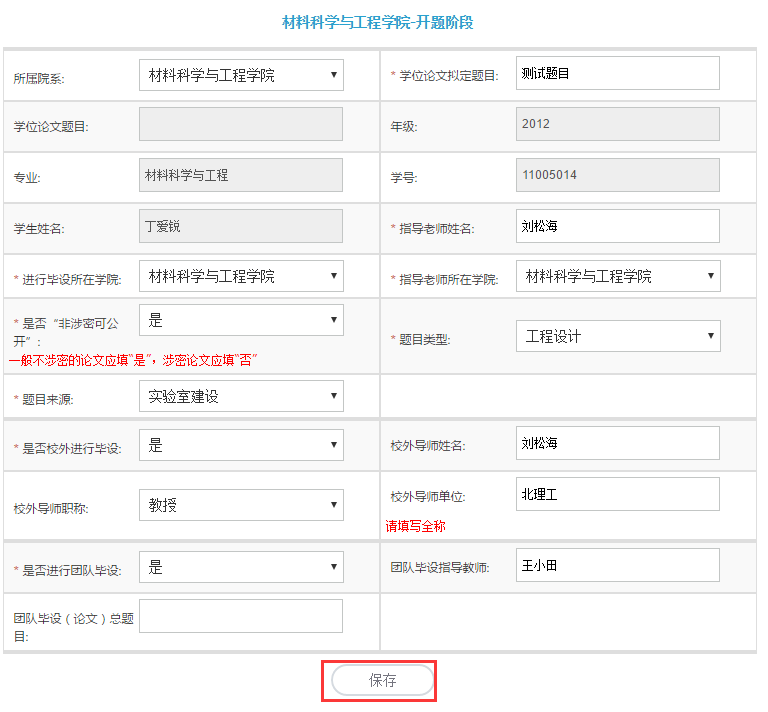 材料科学与工程学院-开题阶段
所属院系: 材料科学与工程学院 * 学位论文拟定题目: 测试题目
学位论文题目: 年级: 2012
专业: 材料科学与工程 学号: 11005014
学生姓名: 丁爱锐 * 指导老师姓名: 刘松海
* 进行毕设所在学院: 材料科学与工程学院 * 指导老师所在学院: 材料科学与工程学院
* 是否“非涉密可公
开”: 是 * 题目类型: 工程设计
一般不涉密的论文应填“是”，涉密论文应填“否”
* 题目来源: 实验室建设
* 是否校外进行毕设: 是 校外导师姓名: 刘松海
校外导师职称: 教授 校外导师单位: 北理工
请填写全称
* 是否进行团队毕设: 是 团队毕设指导教师: 王小田
团队毕设（论文）总题
目:
保存